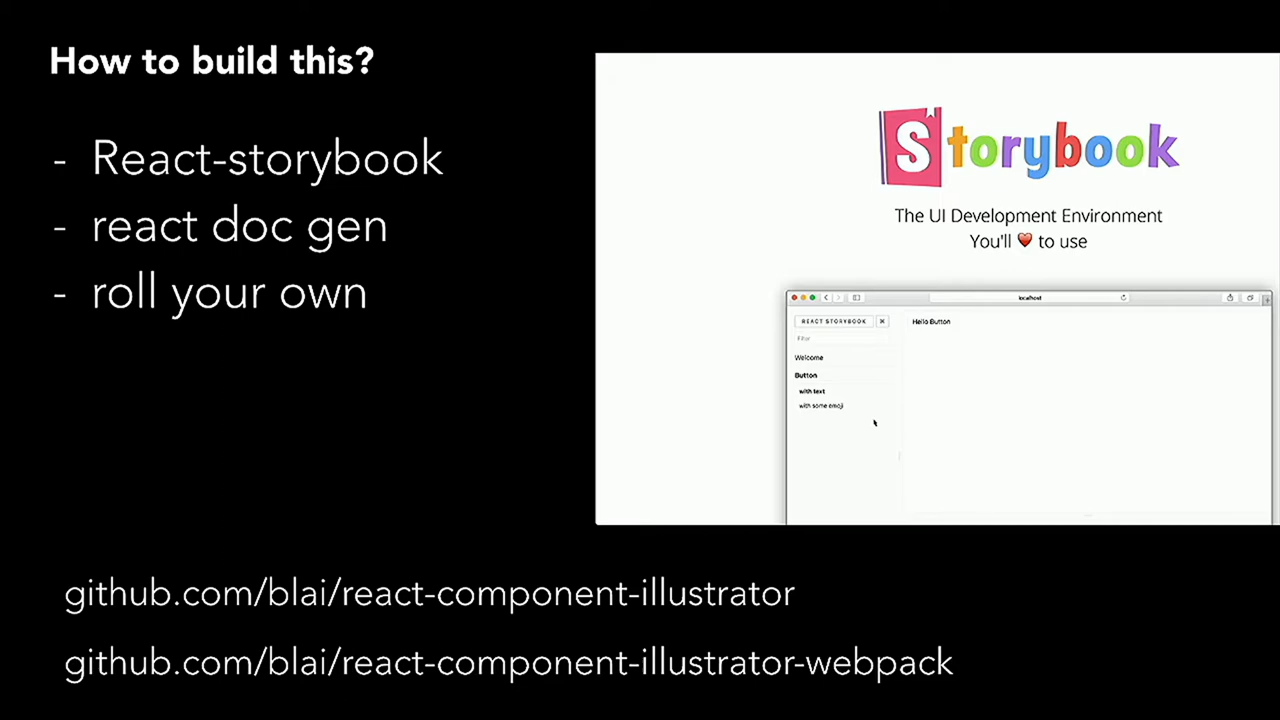 How to build this?
- React-storybook
- react doc gen
- roll your own
Storybook
The UI Development Environment
You'll ❤️ to use
localhost
REACT STORYBOOK
Filter
Welcome
Button
with text
with some emoji
Hello Button
github.com/blai/react-component-illustrator
github.com/blai/react-component-illustrator-webpack